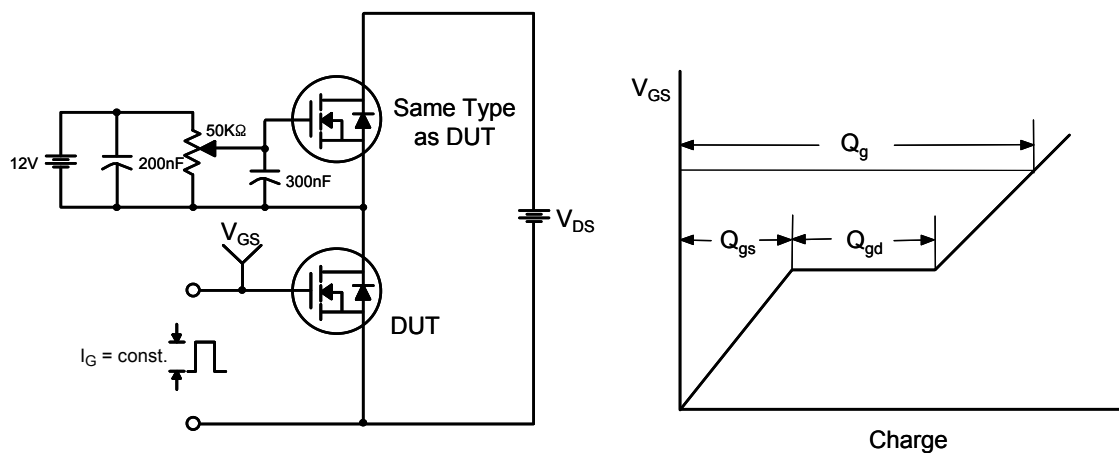 12V
200nF
50KΩ
300nF
Same Type
as DUT
V_DS
V_GS
DUT
I_G = const.
V_GS
Q_g
Q_gs
Q_gd
Charge